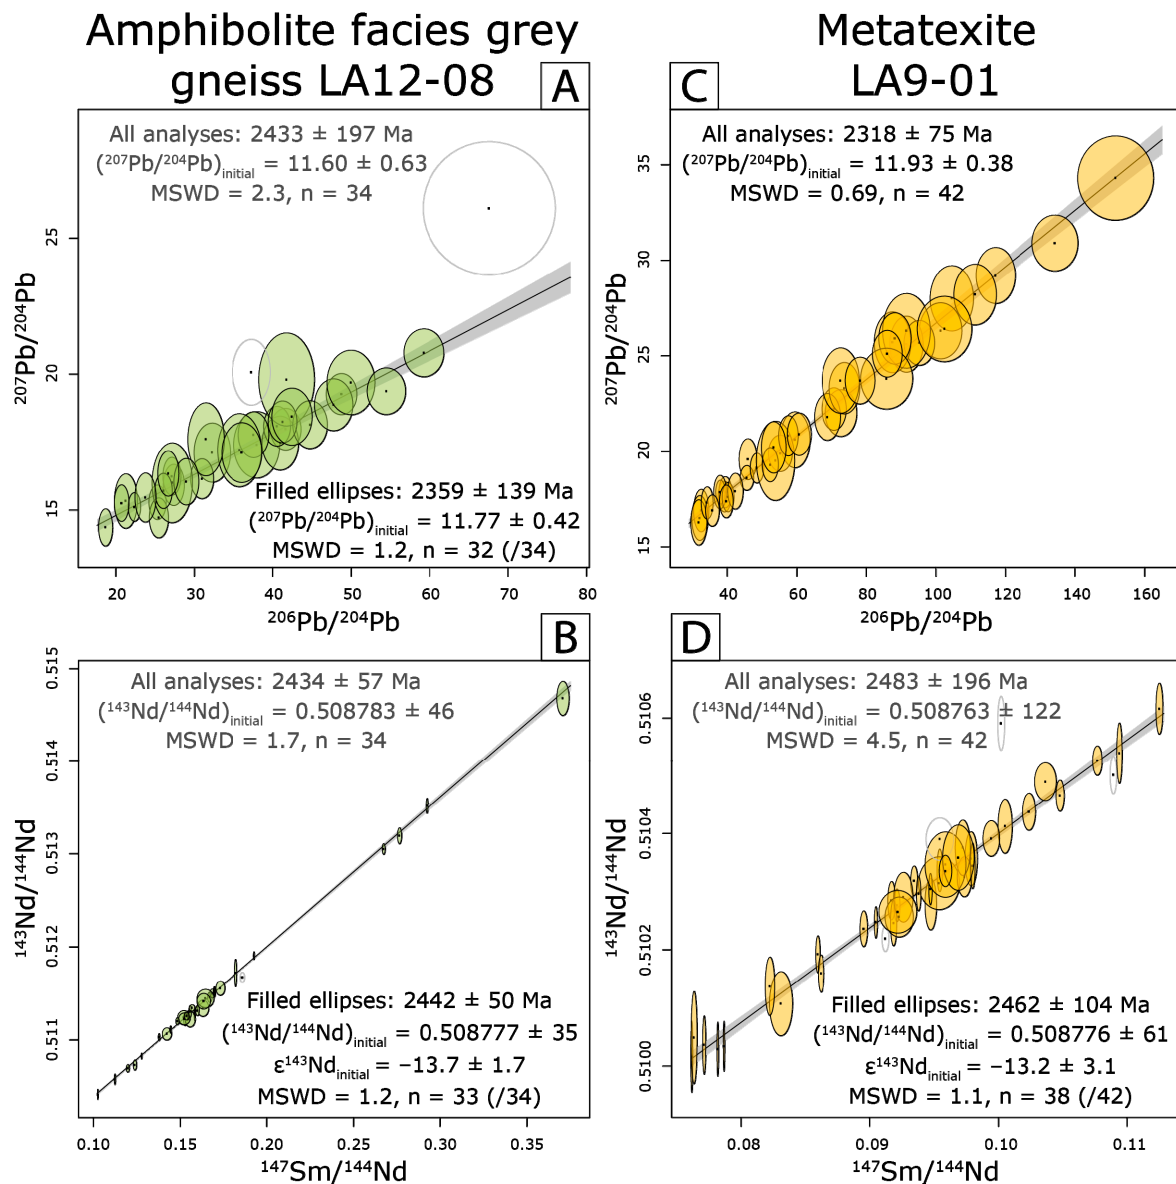 Amphibolite facies grey
gneiss LA12-08
A
All analyses: 2433 ± 197 Ma
(²⁰⁷Pb/²⁰⁴Pb)initial = 11.60 ± 0.63
MSWD = 2.3, n = 34
Filled ellipses: 2359 ± 139 Ma
(²⁰⁷Pb/²⁰⁴Pb)initial = 11.77 ± 0.42
MSWD = 1.2, n = 32 (/34)
²⁰⁷Pb/²⁰⁴Pb
25
20
15
20 30 40 50 60 70 80
²⁰⁶Pb/²⁰⁴Pb
Metatexite
LA9-01
C
All analyses: 2318 ± 75 Ma
(²⁰⁷Pb/²⁰⁴Pb)initial = 11.93 ± 0.38
MSWD = 0.69, n = 42
²⁰⁷Pb/²⁰⁴Pb
35
30
25
20
15
40 60 80 100 120 140 160
²⁰⁶Pb/²⁰⁴Pb
B
All analyses: 2434 ± 57 Ma
(¹⁴³Nd/¹⁴⁴Nd)initial = 0.508783 ± 46
MSWD = 1.7, n = 34
Filled ellipses: 2442 ± 50 Ma
(¹⁴³Nd/¹⁴⁴Nd)initial = 0.508777 ± 35
ε¹⁴³Ndinitial = −13.7 ± 1.7
MSWD = 1.2, n = 33 (/34)
¹⁴³Nd/¹⁴⁴Nd
0.515
0.514
0.513
0.512
0.511
0.10 0.15 0.20 0.25 0.30 0.35
¹⁴⁷Sm/¹⁴⁴Nd
D
All analyses: 2483 ± 196 Ma
(¹⁴³Nd/¹⁴⁴Nd)initial = 0.508763 ± 122
MSWD = 4.5, n = 42
Filled ellipses: 2462 ± 104 Ma
(¹⁴³Nd/¹⁴⁴Nd)initial = 0.508776 ± 61
ε¹⁴³Ndinitial = −13.2 ± 3.1
MSWD = 1.1, n = 38 (/42)
¹⁴³Nd/¹⁴⁴Nd
0.5106
0.5104
0.5102
0.5100
0.08 0.09 0.10 0.11
¹⁴⁷Sm/¹⁴⁴Nd